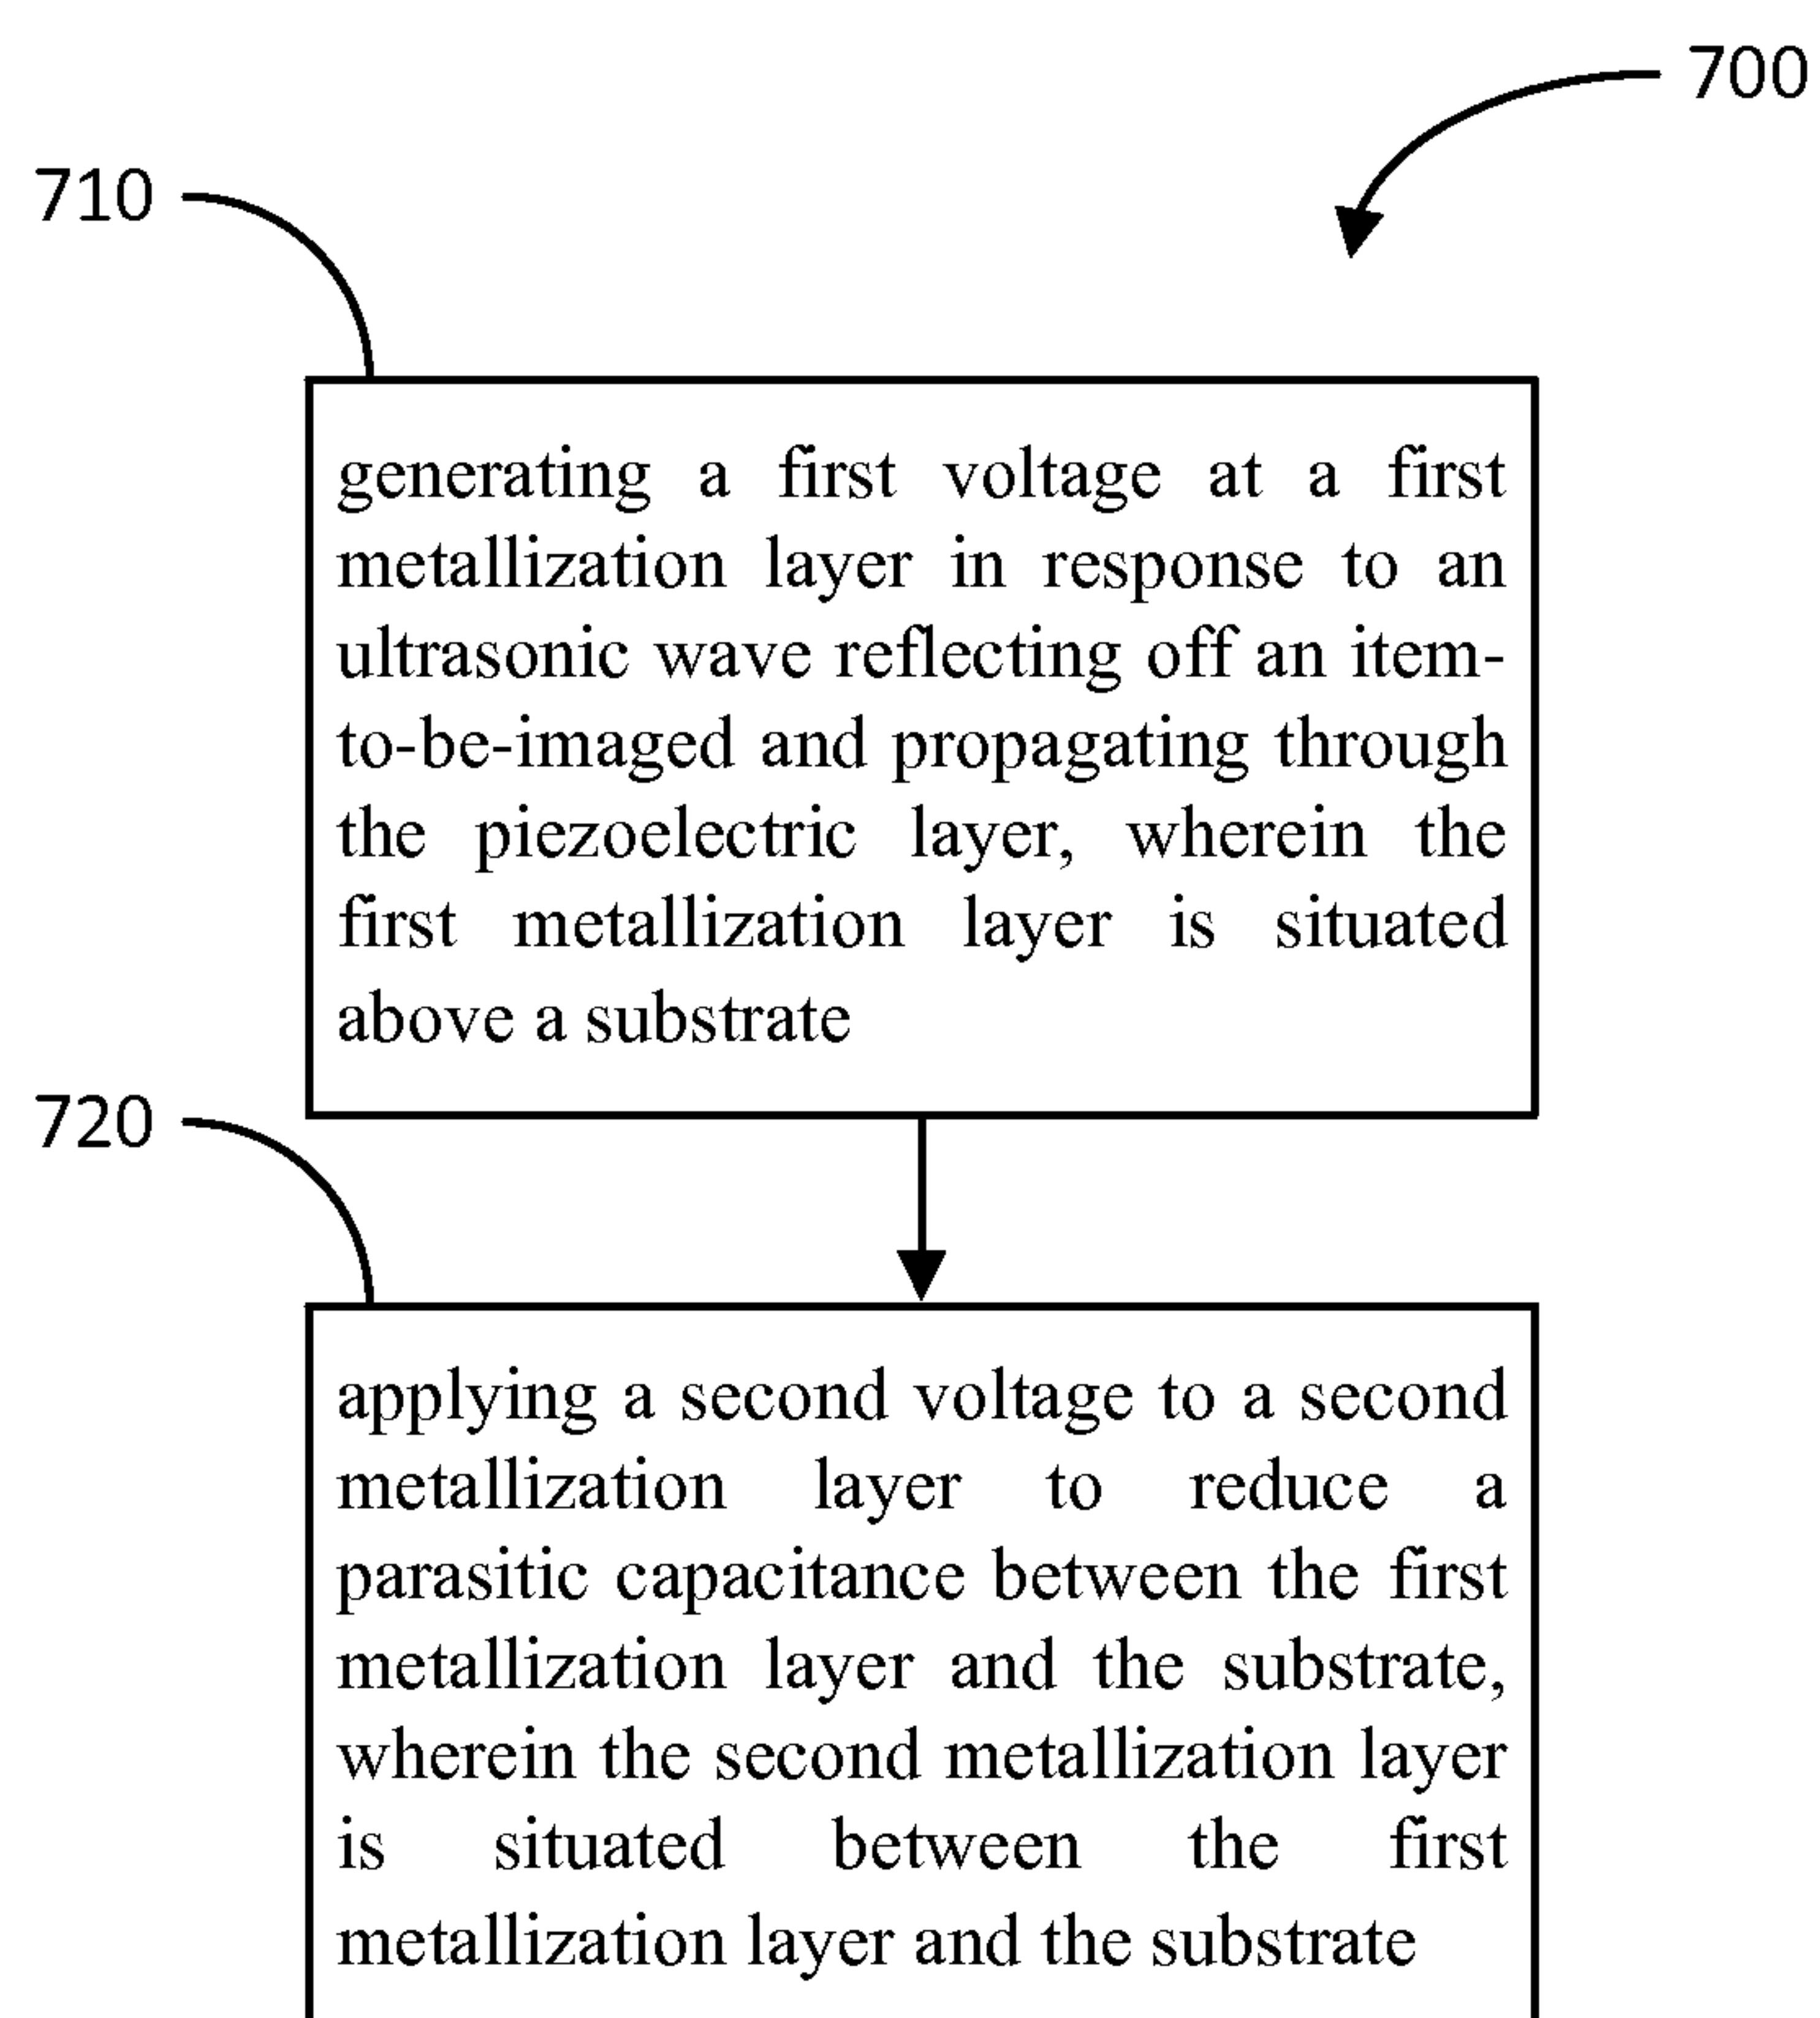 700
710
generating a first voltage at a first
metallization layer in response to an
ultrasonic wave reflecting off an item-
to-be-imaged and propagating through
the piezoelectric layer, wherein the
first metallization layer is situated
above a substrate
720
applying a second voltage to a second
metallization layer to reduce a
parasitic capacitance between the first
metallization layer and the substrate,
wherein the second metallization layer
is situated between the first
metallization layer and the substrate